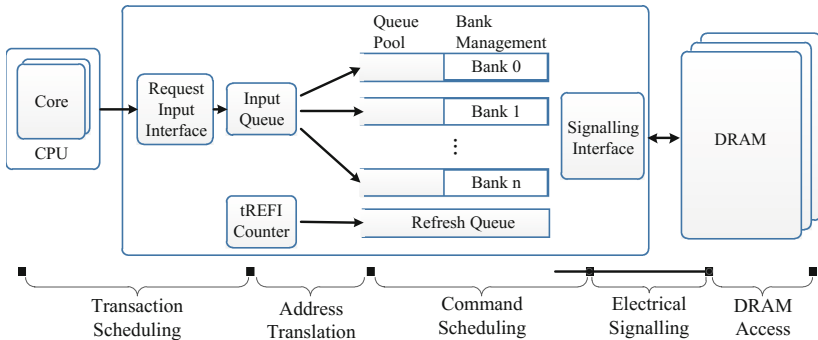 Queue
Pool
Bank
Management
Core
CPU
Request
Input
Interface
Input
Queue
Bank 0
Bank 1
⋮
Bank n
tREFI
Counter
Refresh Queue
Signalling
Interface
DRAM
Transaction
Scheduling
Address
Translation
Command
Scheduling
Electrical
Signalling
DRAM
Access